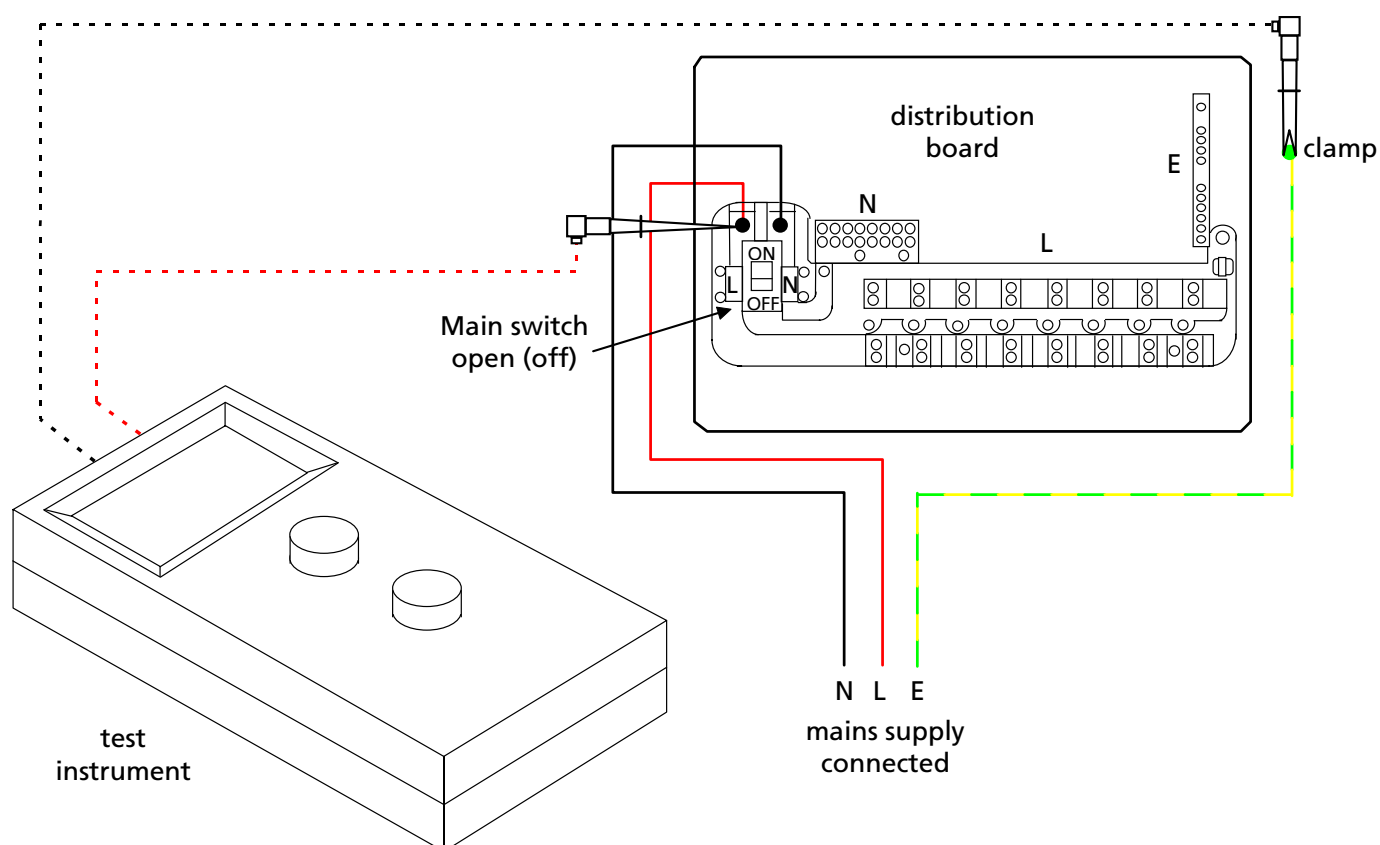 distribution
board
clamp
E
N
L
ON
L
N
OFF
Main switch
open (off)
N L E
mains supply
connected
test
instrument